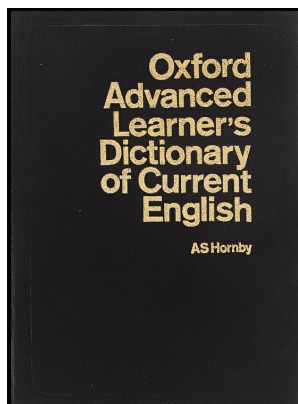 Oxford
Advanced
Learner's
Dictionary
of Current
English
AS Hornby